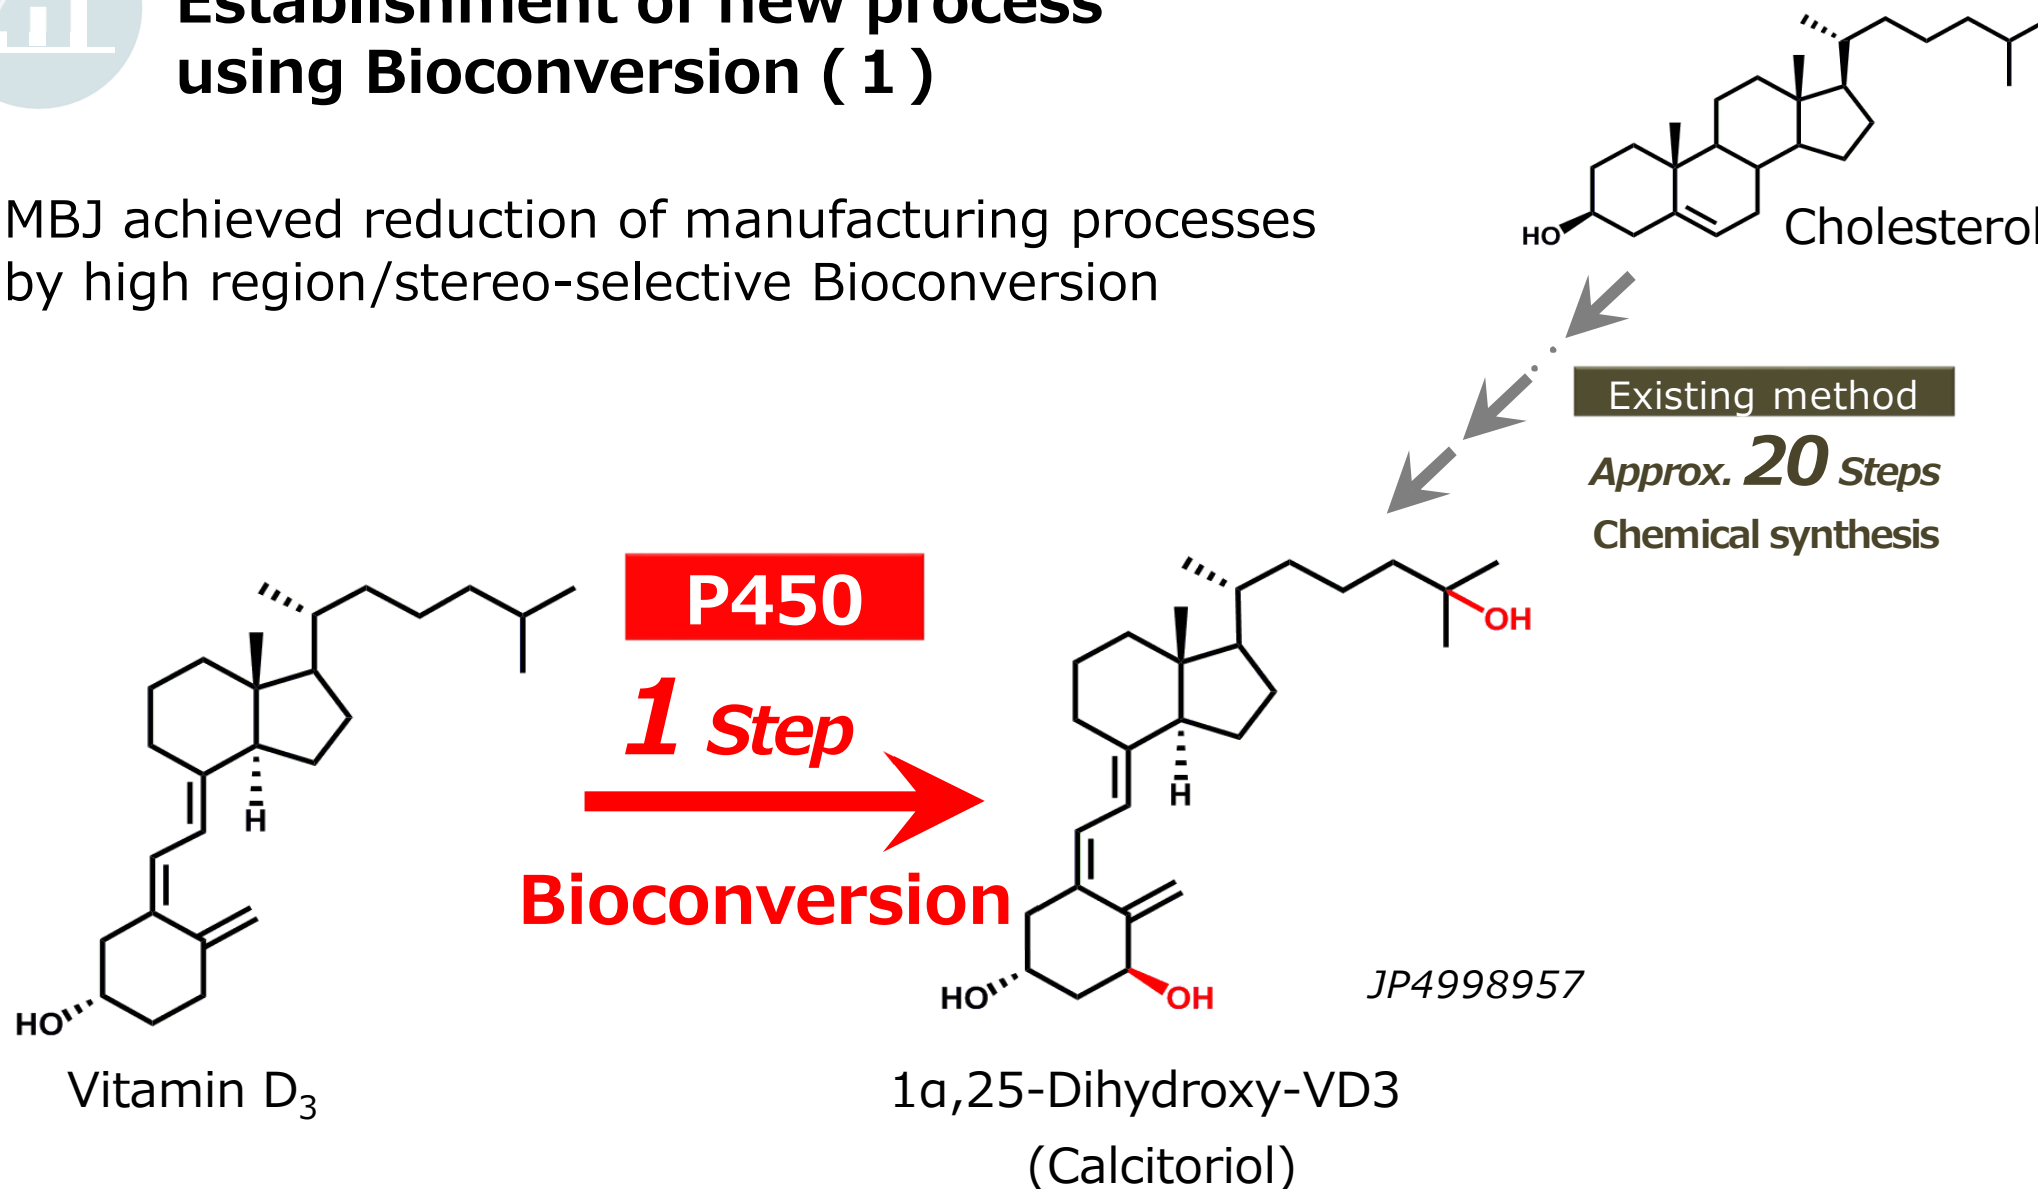 Establishment of new process
using Bioconversion (1)
MBJ achieved reduction of manufacturing processes
by high region/stereo-selective Bioconversion
HO
Cholesterol
Existing method
Approx. 20 Steps
Chemical synthesis
P450
1 Step
Bioconversion
H
HO
Vitamin D₃
OH
H
HO
OH
JP4998957
1α,25-Dihydroxy-VD3
(Calcitoriol)